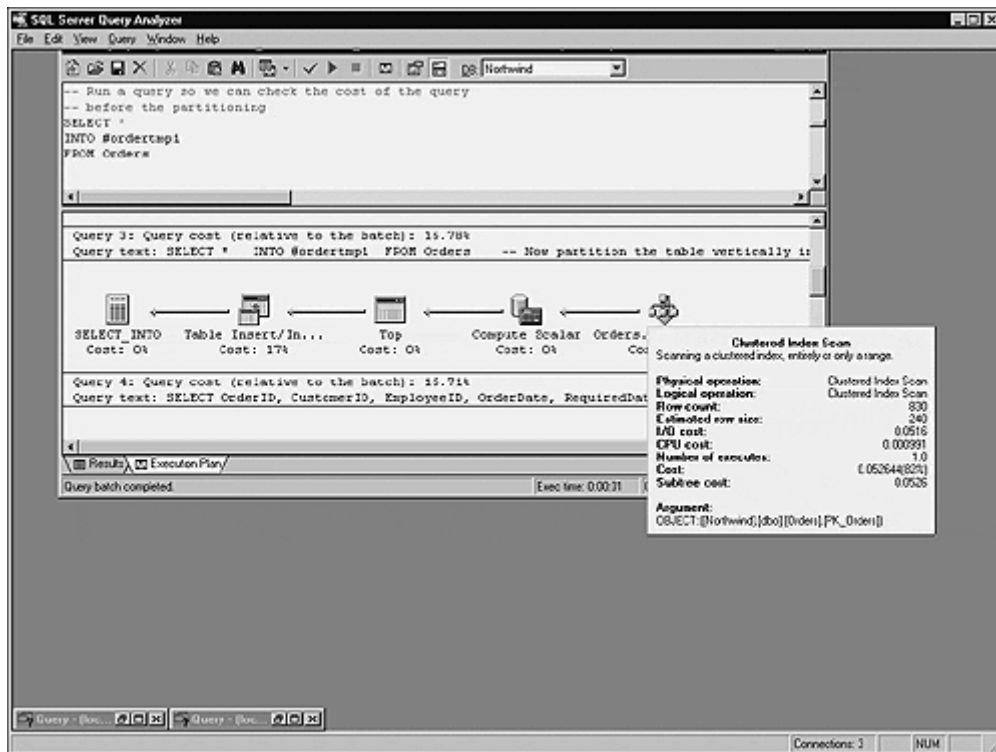 SQL Server Query Analyzer
File Edit View Query Window Help
DB: Northwind
-- Run a query so we can check the cost of the query
-- before the partitioning
SELECT *
INTO #ordertmp1
FROM Orders
Query 3: Query cost (relative to the batch): 15.78%
Query text: SELECT * INTO #ordertmp1 FROM Orders -- Now partition the table vertically in
SELECT_INTO
Cost: 0%
Table Insert/In...
Cost: 17%
Top
Cost: 0%
Compute Scalar
Cost: 0%
Orders.
Co
Query 4: Query cost (relative to the batch): 15.71%
Query text: SELECT OrderID, CustomerID, EmployeeID, OrderDate, RequiredDat
Clustered Index Scan
Scanning a clustered index, entirely or only a range.
Physical operation: Clustered Index Scan
Logical operation: Clustered Index Scan
Row count: 830
Estimated row size: 240
I/O cost: 0.0516
CPU cost: 0.000991
Number of executes: 1.0
Cost: 0.052644(82%)
Subtree cost: 0.0526
Argument:
OBJECT:([Northwind].[dbo].[Orders].[PK_Orders])
Results Execution Plan
Query batch completed. Exec time: 0:00:31
Query - (loc... Query - (loc...
Connections: 3 NUM